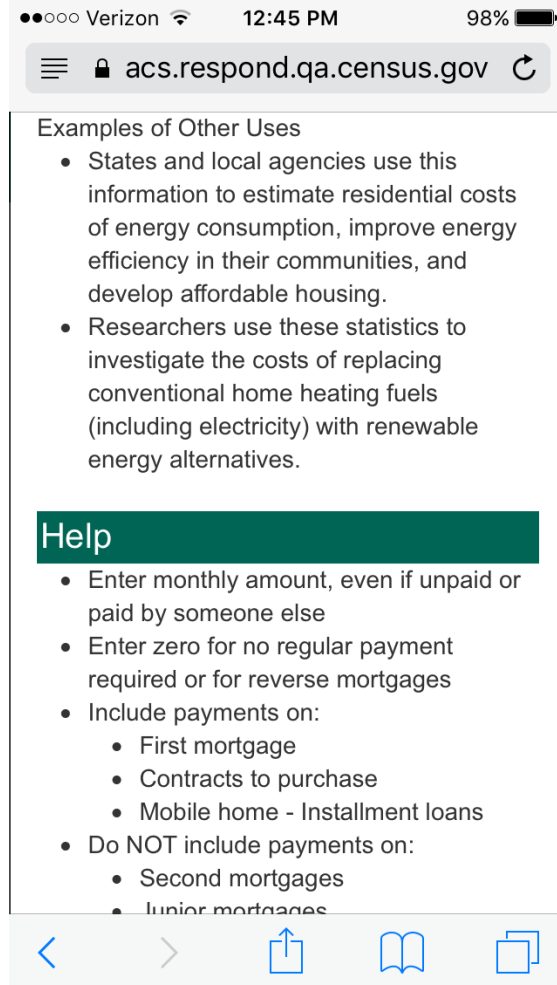 Verizon 12:45 PM 98%
acs.respond.qa.census.gov
Examples of Other Uses
• States and local agencies use this
information to estimate residential costs
of energy consumption, improve energy
efficiency in their communities, and
develop affordable housing.
• Researchers use these statistics to
investigate the costs of replacing
conventional home heating fuels
(including electricity) with renewable
energy alternatives.
Help
• Enter monthly amount, even if unpaid or
paid by someone else
• Enter zero for no regular payment
required or for reverse mortgages
• Include payments on:
• First mortgage
• Contracts to purchase
• Mobile home - Installment loans
• Do NOT include payments on:
• Second mortgages
• Junior mortgages